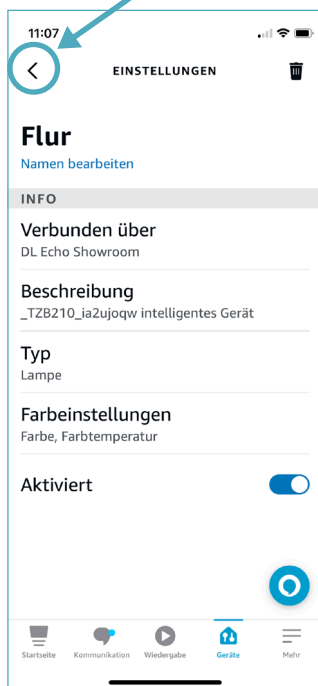 11:07
EINSTELLUNGEN
Flur
Namen bearbeiten
INFO
Verbunden über
DL Echo Showroom
Beschreibung
_TZB210_ia2ujoqw intelligentes Gerät
Typ
Lampe
Farbeinstellungen
Farbe, Farbtemperatur
Aktiviert
Startseite Kommunikation Wiedergabe Geräte Mehr